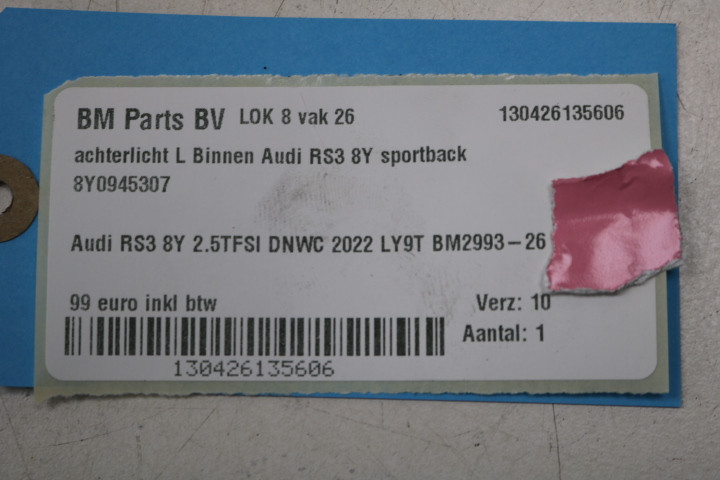 BM Parts BV LOK 8 vak 26 130426135606
achterlicht L Binnen Audi RS3 8Y sportback
8Y0945307
Audi RS3 8Y 2.5TFSI DNWC 2022 LY9T BM2993-26
99 euro inkl btw Verz: 10
Aantal: 1
130426135606